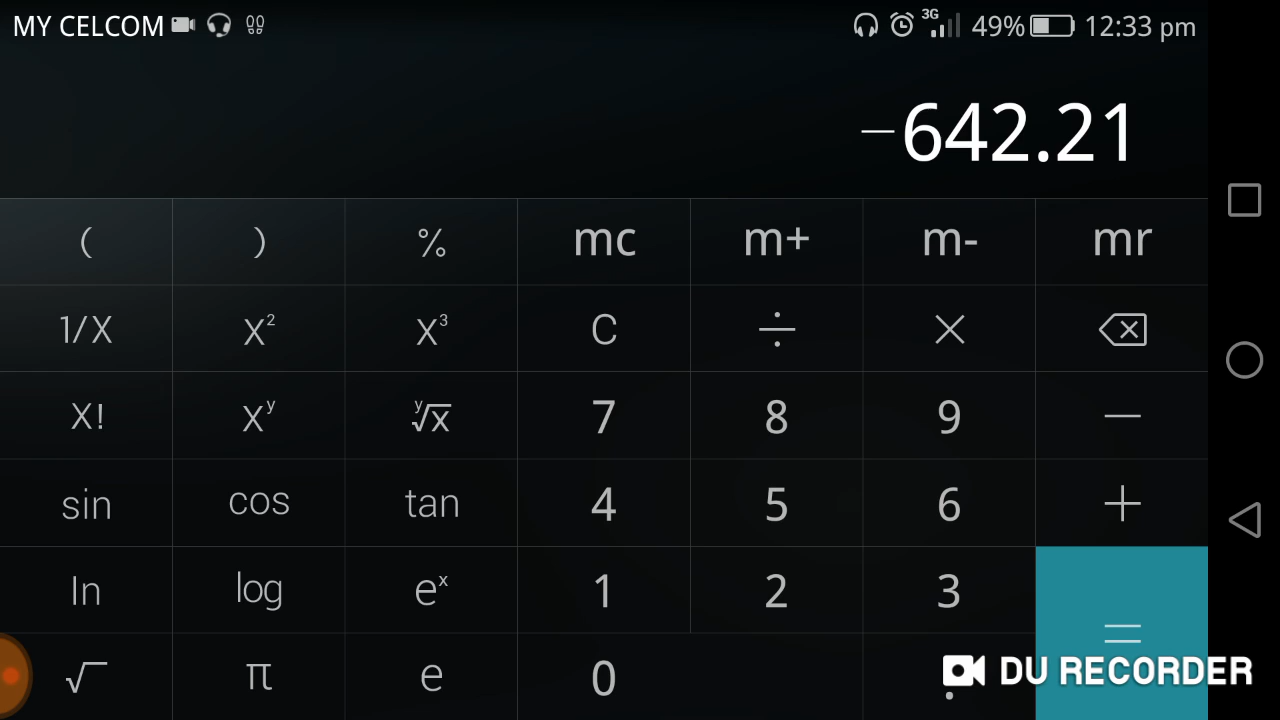 MY CELCOM 3G 49% 12:33 pm
−642.21
( ) % mc m+ m- mr
1/X X² X³ C ÷ ×
X! Xʸ ʸ√x 7 8 9 −
sin cos tan 4 5 6 +
ln log eˣ 1 2 3 =
√ π e 0 .
DU RECORDER